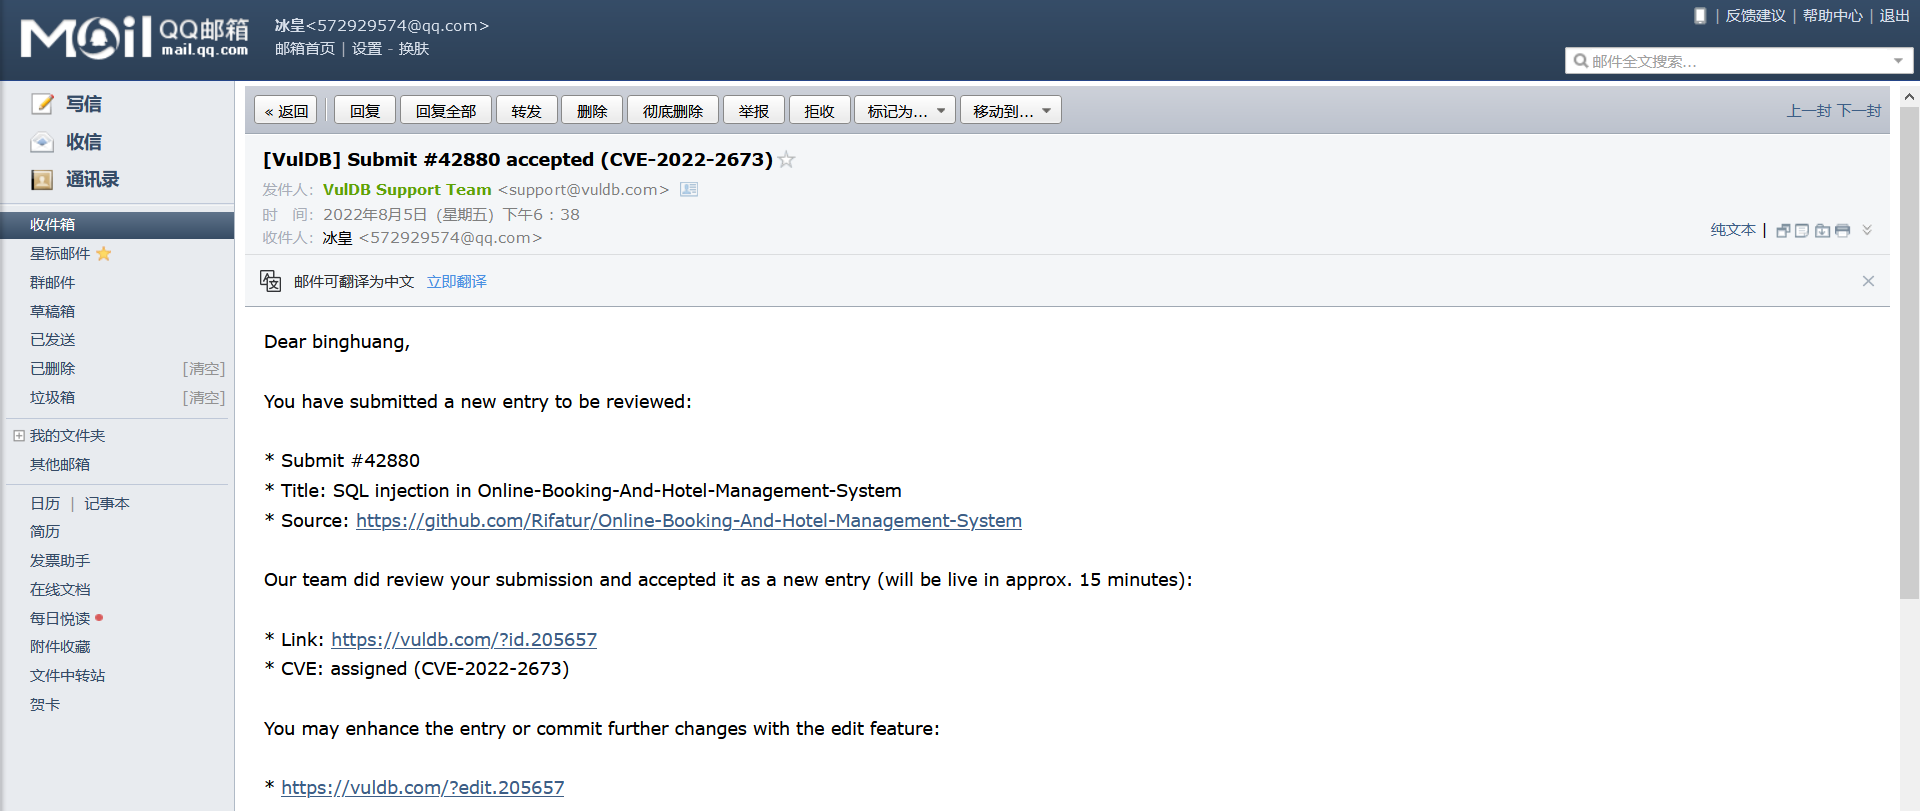 Mail QQ邮箱 mail.qq.com
冰皇<572929574@qq.com>
邮箱首页 | 设置 - 换肤
| 反馈建议 | 帮助中心 | 退出
邮件全文搜索...
写信
收信
通讯录
收件箱
星标邮件
群邮件
草稿箱
已发送
已删除 [清空]
垃圾箱 [清空]
我的文件夹
其他邮箱
日历 | 记事本
简历
发票助手
在线文档
每日悦读
附件收藏
文件中转站
贺卡
« 返回 回复 回复全部 转发 删除 彻底删除 举报 拒收 标记为... 移动到... 上一封 下一封
[VulDB] Submit #42880 accepted (CVE-2022-2673)
发件人： VulDB Support Team <support@vuldb.com>
时 间： 2022年8月5日 (星期五) 下午6：38
收件人： 冰皇 <572929574@qq.com>
纯文本 |
邮件可翻译为中文 立即翻译
Dear binghuang,
You have submitted a new entry to be reviewed:
* Submit #42880
* Title: SQL injection in Online-Booking-And-Hotel-Management-System
* Source: https://github.com/Rifatur/Online-Booking-And-Hotel-Management-System
Our team did review your submission and accepted it as a new entry (will be live in approx. 15 minutes):
* Link: https://vuldb.com/?id.205657
* CVE: assigned (CVE-2022-2673)
You may enhance the entry or commit further changes with the edit feature:
* https://vuldb.com/?edit.205657